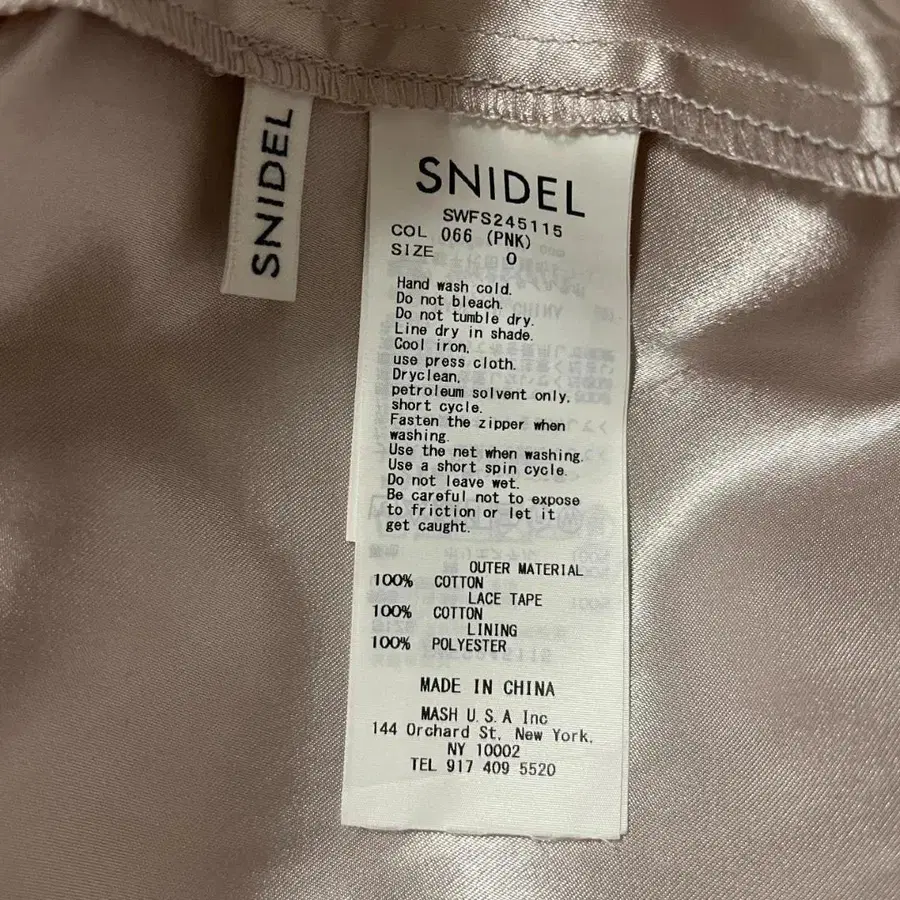 SNIDEL
SNIDEL
SWFS245115
COL 066 (PNK)
SIZE 0
Hand wash cold.
Do not bleach.
Do not tumble dry.
Line dry in shade.
Cool iron,
use press cloth.
Dryclean,
petroleum solvent only,
short cycle.
Fasten the zipper when
washing.
Use the net when washing.
Use a short spin cycle.
Do not leave wet.
Be careful not to expose
to friction or let it
get caught.
OUTER MATERIAL
100% COTTON
LACE TAPE
100% COTTON
LINING
100% POLYESTER
MADE IN CHINA
MASH U.S.A Inc
144 Orchard St, New York,
NY 10002
TEL 917 409 5520